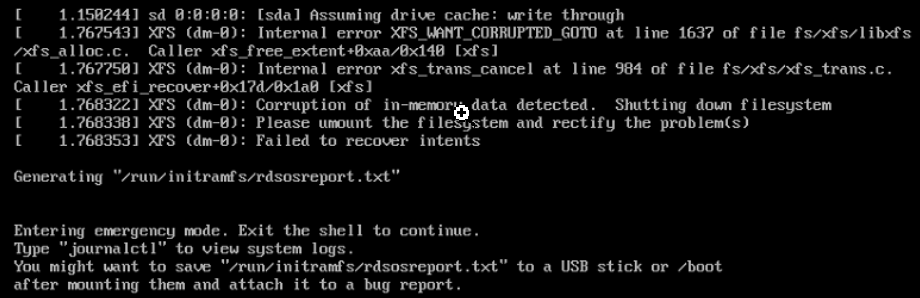 [    1.150244] sd 0:0:0:0: [sda] Assuming drive cache: write through
[    1.767543] XFS (dm-0): Internal error XFS_WANT_CORRUPTED_GOTO at line 1637 of file fs/xfs/libxfs
/xfs_alloc.c.  Caller xfs_free_extent+0xaa/0x140 [xfs]
[    1.767750] XFS (dm-0): Internal error xfs_trans_cancel at line 984 of file fs/xfs/xfs_trans.c.
Caller xfs_efi_recover+0x17d/0x1a0 [xfs]
[    1.768322] XFS (dm-0): Corruption of in-memory data detected.  Shutting down filesystem
[    1.768338] XFS (dm-0): Please umount the filesystem and rectify the problem(s)
[    1.768353] XFS (dm-0): Failed to recover intents
Generating "/run/initramfs/rdsosreport.txt"
Entering emergency mode. Exit the shell to continue.
Type "journalctl" to view system logs.
You might want to save "/run/initramfs/rdsosreport.txt" to a USB stick or /boot
after mounting them and attach it to a bug report.